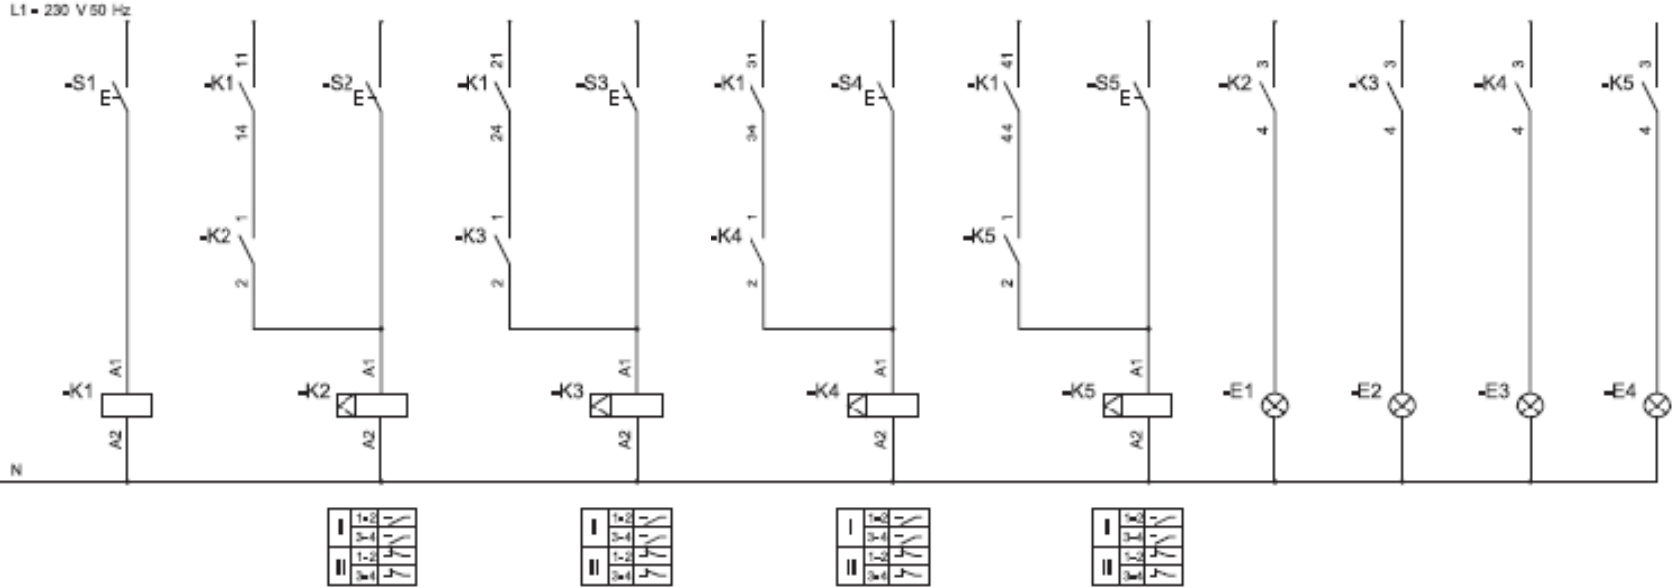 L1 = 230 V 50 Hz
11 21 31 41 3 3 3 3
-S1 -K1 -S2 -K1 -S3 -K1 -S4 -K1 -S5 -K2 -K3 -K4 -K5
E E E E E
14 24 34 44 4 4 4 4
1 1 1 1
-K2 -K3 -K4 -K5
2 2 2 2
A1 A1 A1 A1 A1
-K1 -K2 -K3 -K4 -K5 -E1 -E2 -E3 -E4
A2 A2 A2 A2 A2
N
I 1-2 I 1-2 I 1-2 I 1-2
3-4 3-4 3-4 3-4
II 1-2 II 1-2 II 1-2 II 1-2
3-4 3-4 3-4 3-4